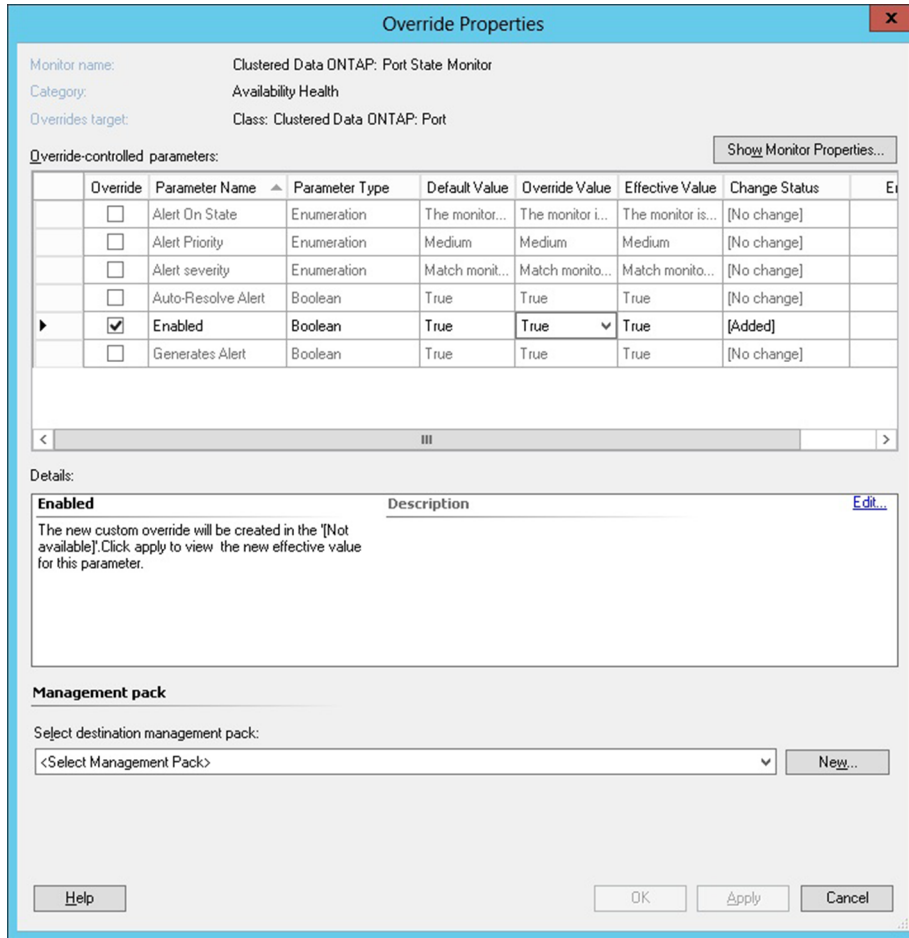 Override Properties
x
Monitor name: Clustered Data ONTAP: Port State Monitor
Category: Availability Health
Overrides target: Class: Clustered Data ONTAP: Port
Override-controlled parameters: Show Monitor Properties...
Override Parameter Name Parameter Type Default Value Override Value Effective Value Change Status
Alert On State Enumeration The monitor... The monitor i... The monitor is... [No change]
Alert Priority Enumeration Medium Medium Medium [No change]
Alert severity Enumeration Match monit... Match monito... Match monito... [No change]
Auto-Resolve Alert Boolean True True True [No change]
Enabled Boolean True True True [Added]
Generates Alert Boolean True True True [No change]
Details:
Enabled Description Edit...
The new custom override will be created in the '[Not
available]'.Click apply to view the new effective value
for this parameter.
Management pack
Select destination management pack:
<Select Management Pack> New...
Help OK Apply Cancel